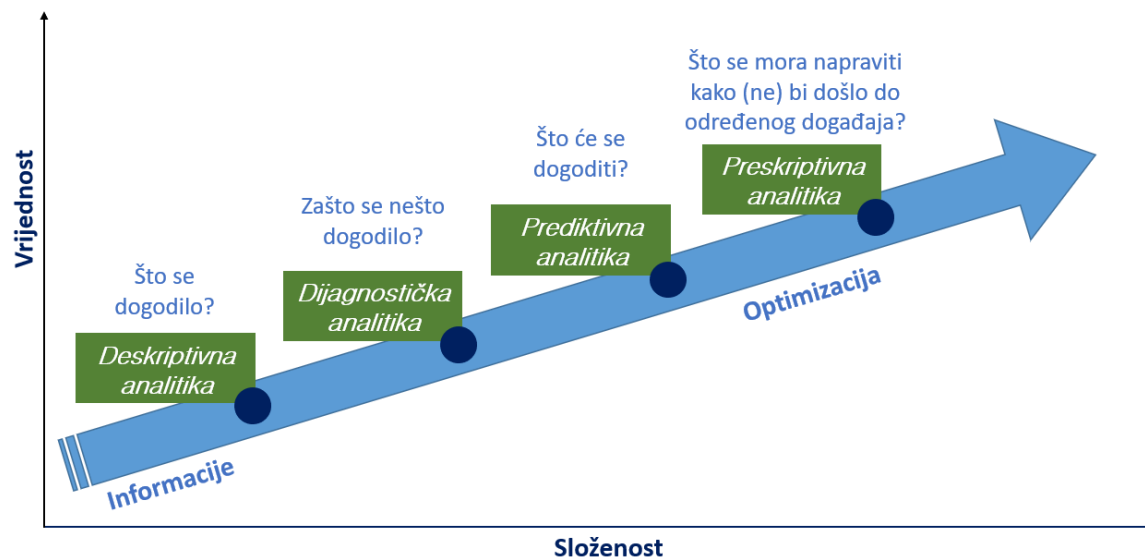 Što se mora napraviti
kako (ne) bi došlo do
određenog događaja?
Preskriptivna
analitika
Što će se
dogoditi?
Prediktivna
analitika
Zašto se nešto
dogodilo?
Dijagnostička
analitika
Što se
dogodilo?
Deskriptivna
analitika
Vrijednost
Optimizacija
Informacije
Složenost